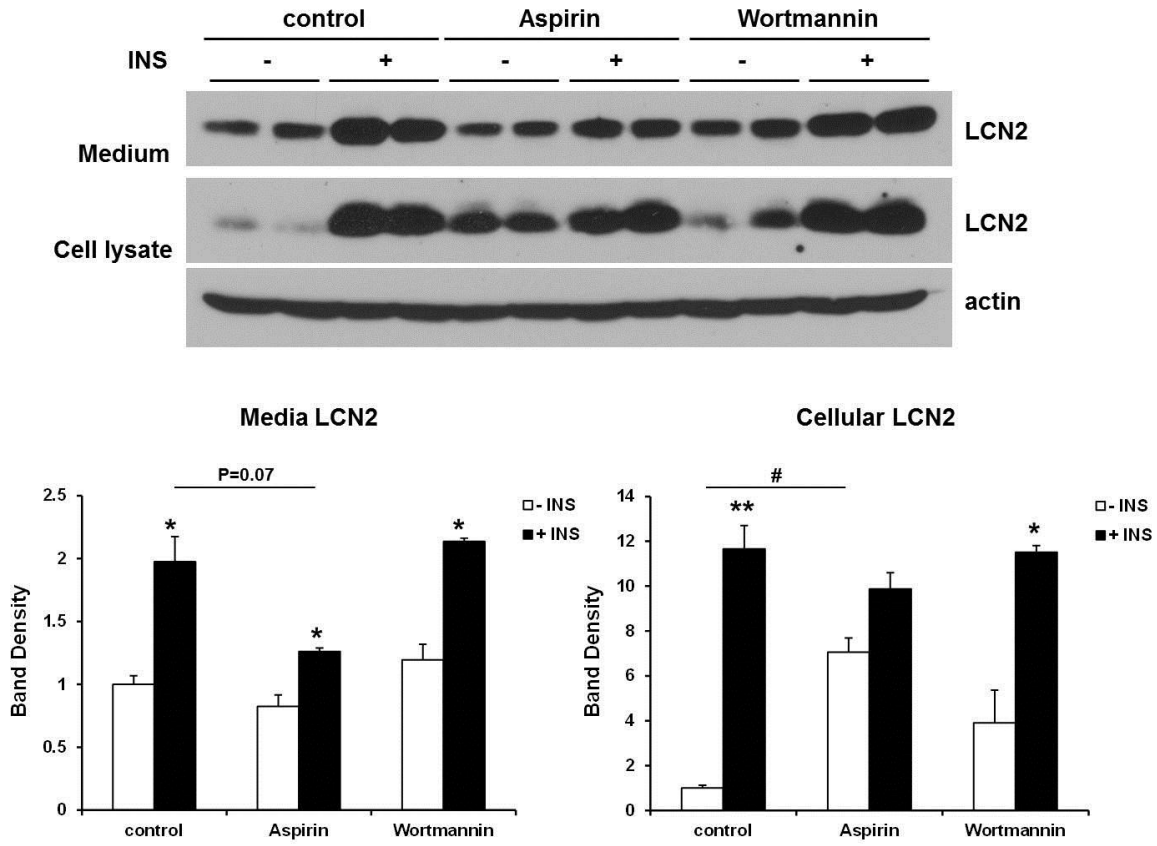 control Aspirin Wortmannin
INS - + - + - +
Medium LCN2
Cell lysate LCN2
actin
Media LCN2
P=0.07
2.5
2
1.5
1
0.5
0
Band Density
* * *
- INS
+ INS
control Aspirin Wortmannin
Cellular LCN2
#
14
12
10
8
6
4
2
0
Band Density
** *
- INS
+ INS
control Aspirin Wortmannin